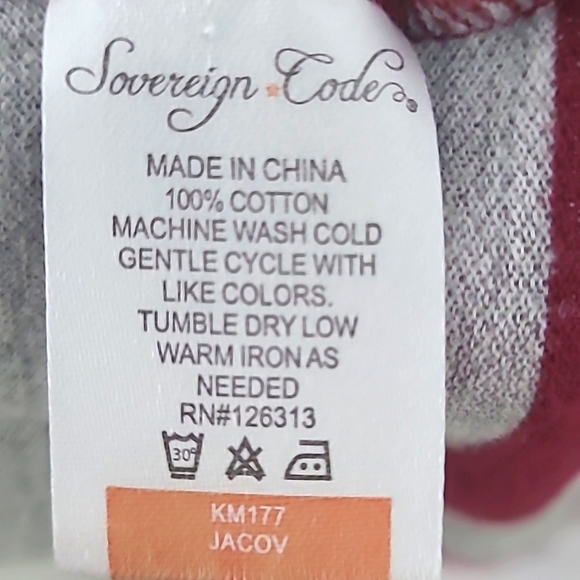 Sovereign Code®
MADE IN CHINA
100% COTTON
MACHINE WASH COLD
GENTLE CYCLE WITH
LIKE COLORS.
TUMBLE DRY LOW
WARM IRON AS
NEEDED
RN#126313
30°
KM177
JACOV